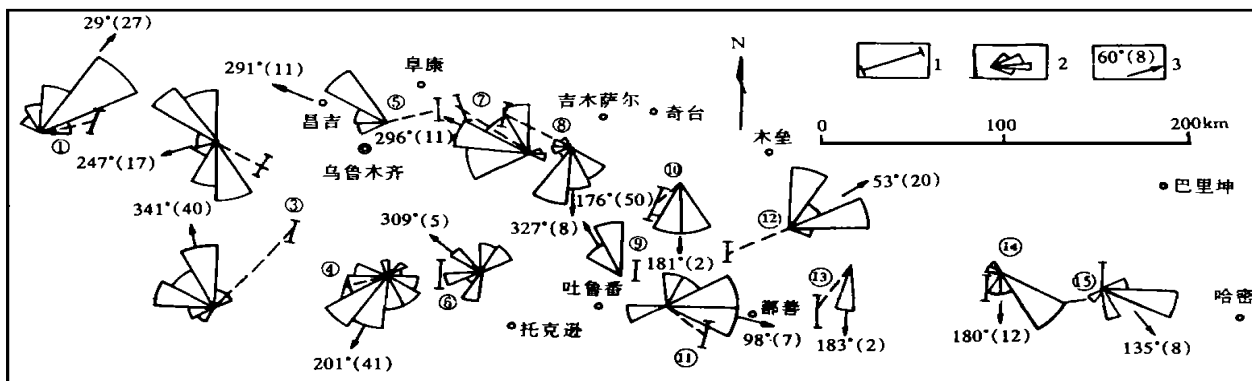 29°(27)
291°(11)
阜康
N
1
2
60°(8)
3
昌吉
⑤
⑦
吉木萨尔
奇台
①
296°(11)
⑧
木垒
0
100
200km
247°(17)
乌鲁木齐
⑩
巴里坤
341°(40)
③
309°(5)
176°(50)
53°(20)
327°(8)
⑫
⑨
181°(2)
⑭
④
⑬
⑮
⑥
吐鲁番
鄯善
哈密
托克逊
⑪
98°(7)
183°(2)
180°(12)
135°(8)
201°(41)